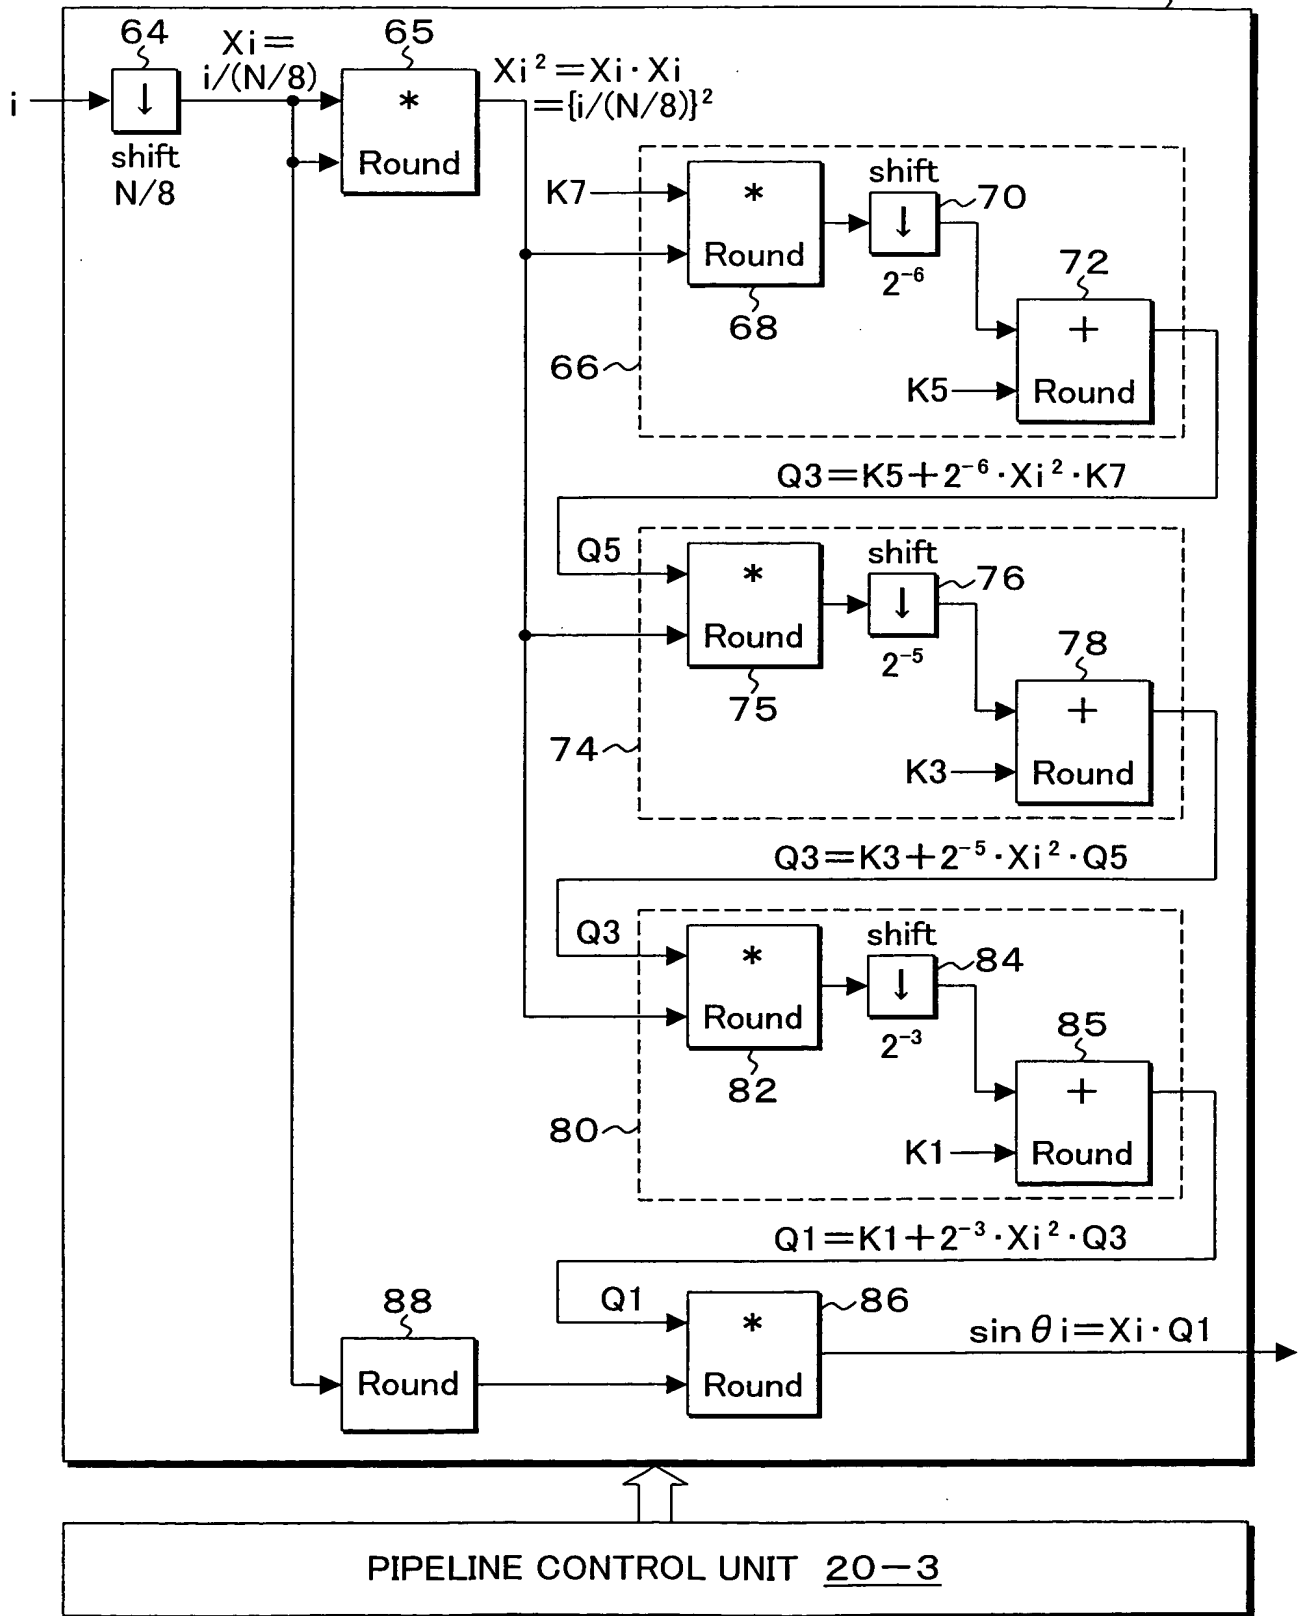 64
Xi=
i/(N/8)
65
Xi²=Xi·Xi
={i/(N/8)}²
i
↓
shift
N/8
*
Round
K7
*
Round
68
shift
70
↓
2⁻⁶
72
+
Round
66
K5
Q3=K5+2⁻⁶·Xi²·K7
Q5
*
Round
75
shift
76
↓
2⁻⁵
78
+
Round
74
K3
Q3=K3+2⁻⁵·Xi²·Q5
Q3
*
Round
82
shift
84
↓
2⁻³
85
+
Round
80
K1
Q1=K1+2⁻³·Xi²·Q3
88
Round
Q1
*
Round
86
sin θi=Xi·Q1
PIPELINE CONTROL UNIT 20-3